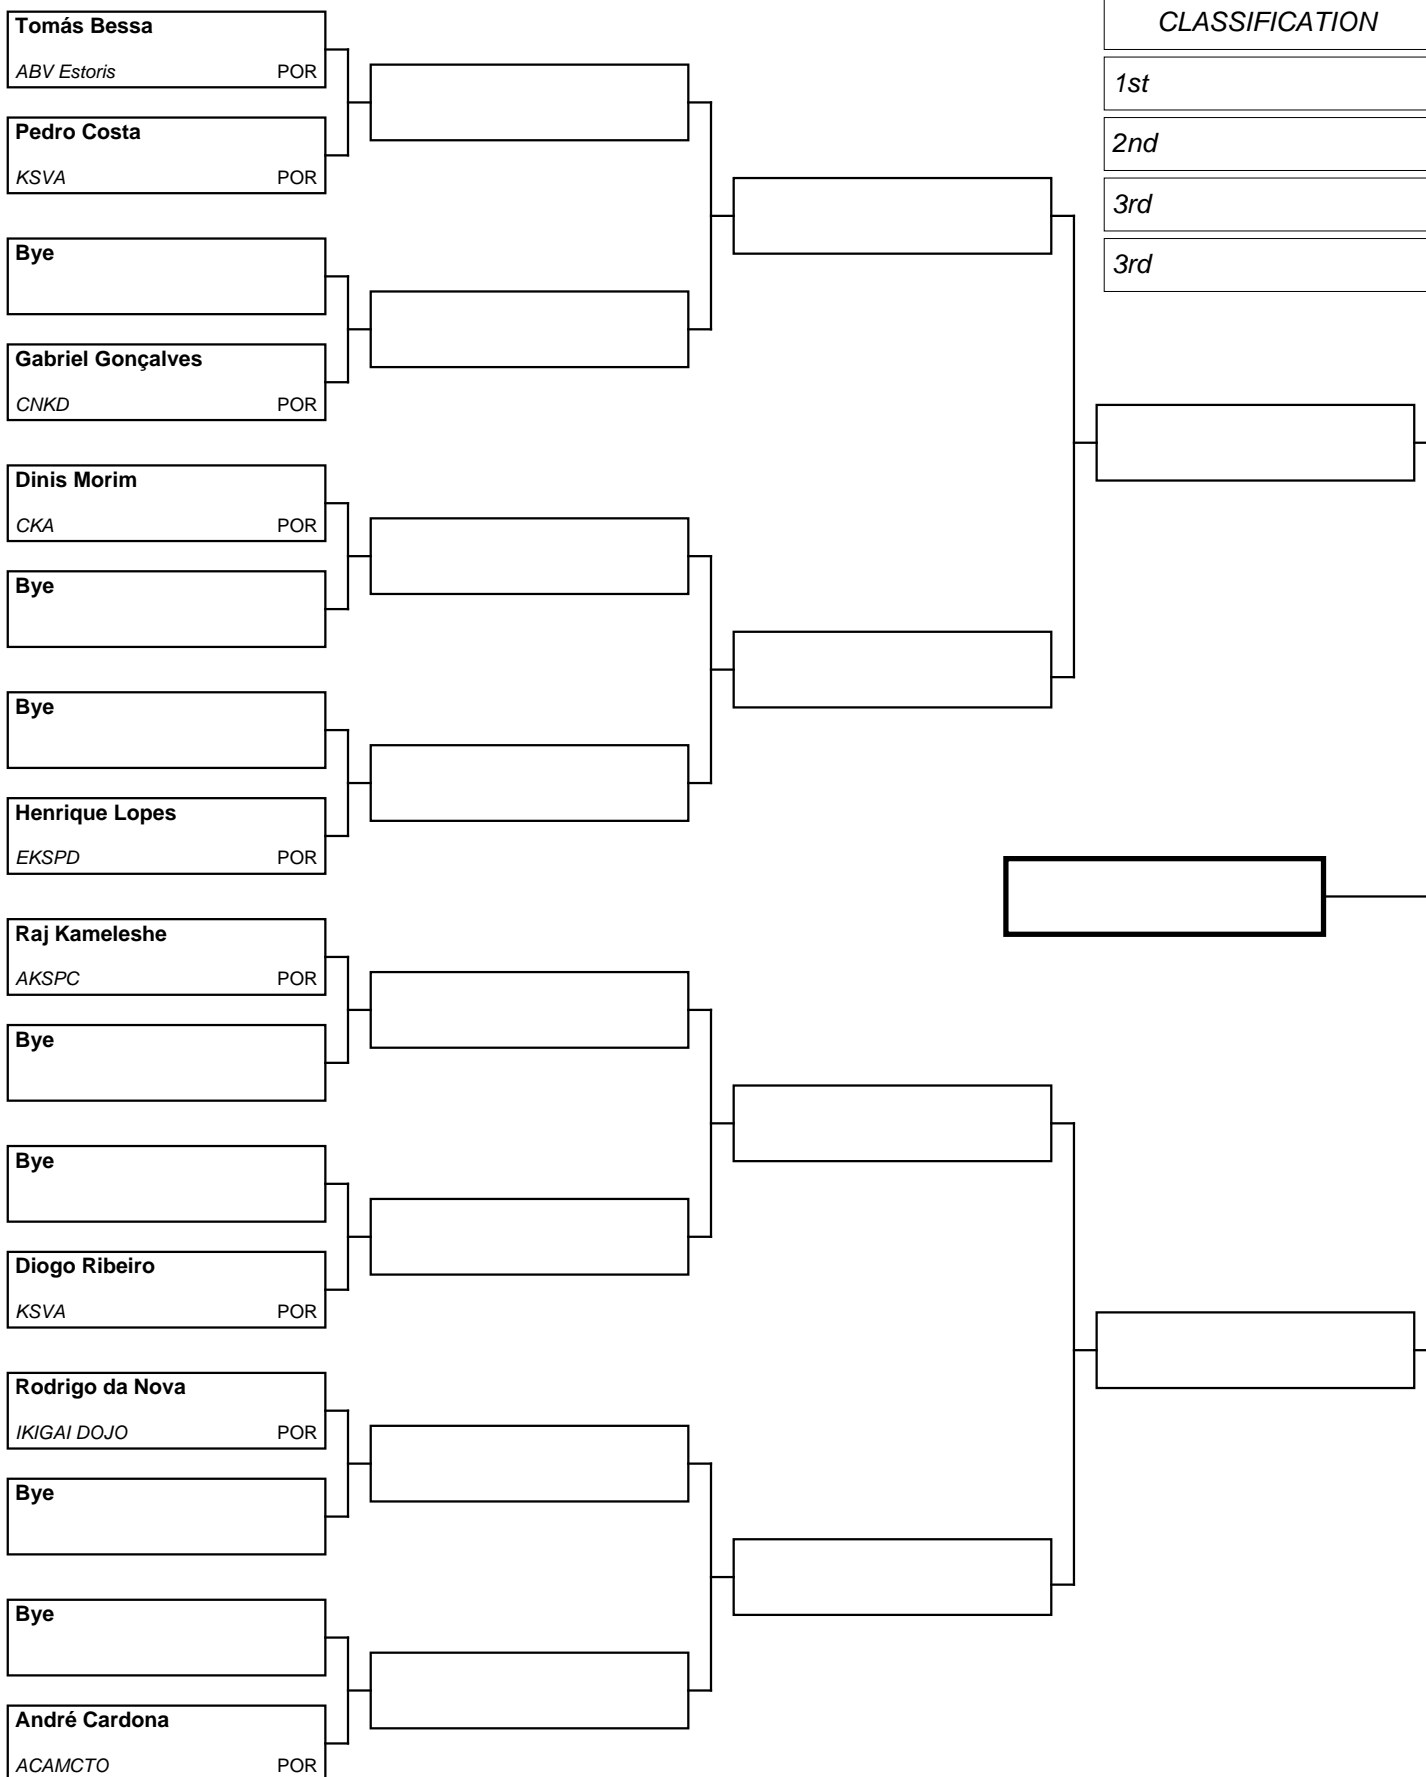 Tomás Bessa
ABV Estoris POR
Pedro Costa
KSVA POR
Bye
Gabriel Gonçalves
CNKD POR
Dinis Morim
CKA POR
Bye
Bye
Henrique Lopes
EKSPD POR
Raj Kameleshe
AKSPC POR
Bye
Bye
Diogo Ribeiro
KSVA POR
Rodrigo da Nova
IKIGAI DOJO POR
Bye
Bye
André Cardona
ACAMCTO POR
CLASSIFICATION
1st
2nd
3rd
3rd